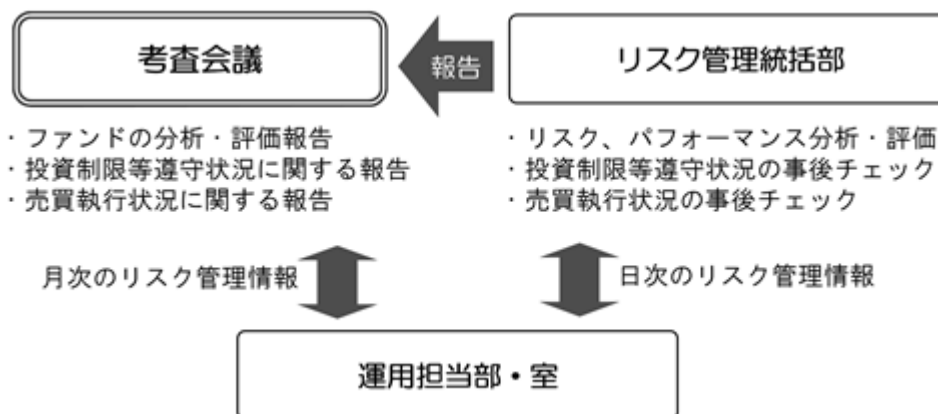 考査会議
報告
リスク管理統括部
・ファンドの分析・評価報告
・投資制限等遵守状況に関する報告
・売買執行状況に関する報告
・リスク、パフォーマンス分析・評価
・投資制限等遵守状況の事後チェック
・売買執行状況の事後チェック
月次のリスク管理情報
日次のリスク管理情報
運用担当部・室